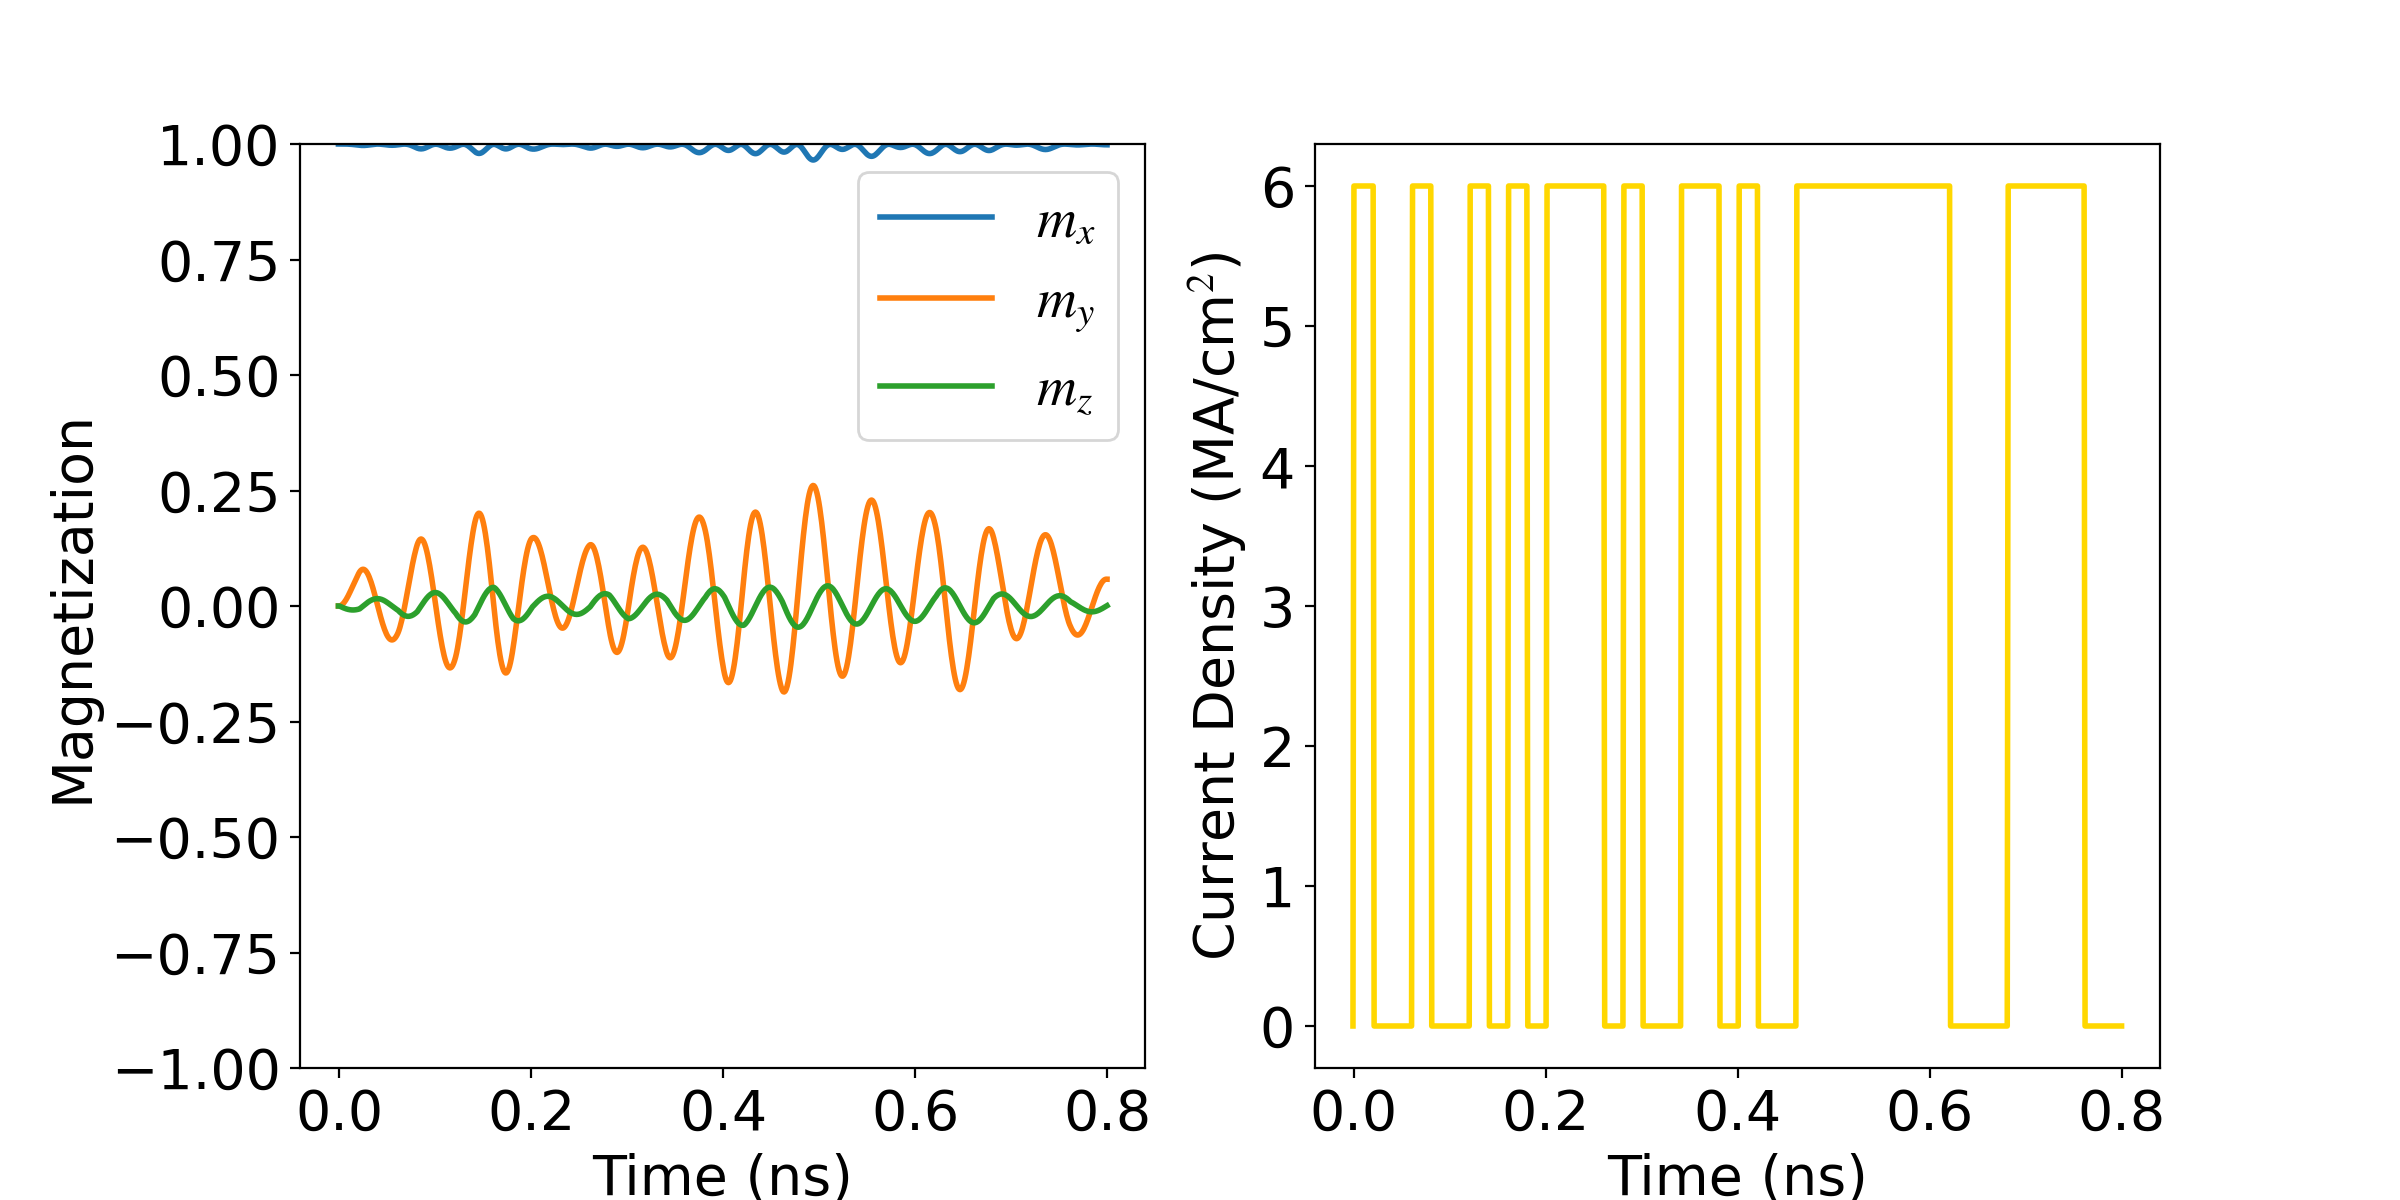 Magnetization
1.00
0.75
0.50
0.25
0.00
−0.25
−0.50
−0.75
−1.00
0.0 0.2 0.4 0.6 0.8
Time (ns)
m_x
m_y
m_z
Current Density (MA/cm²)
6
5
4
3
2
1
0
0.0 0.2 0.4 0.6 0.8
Time (ns)